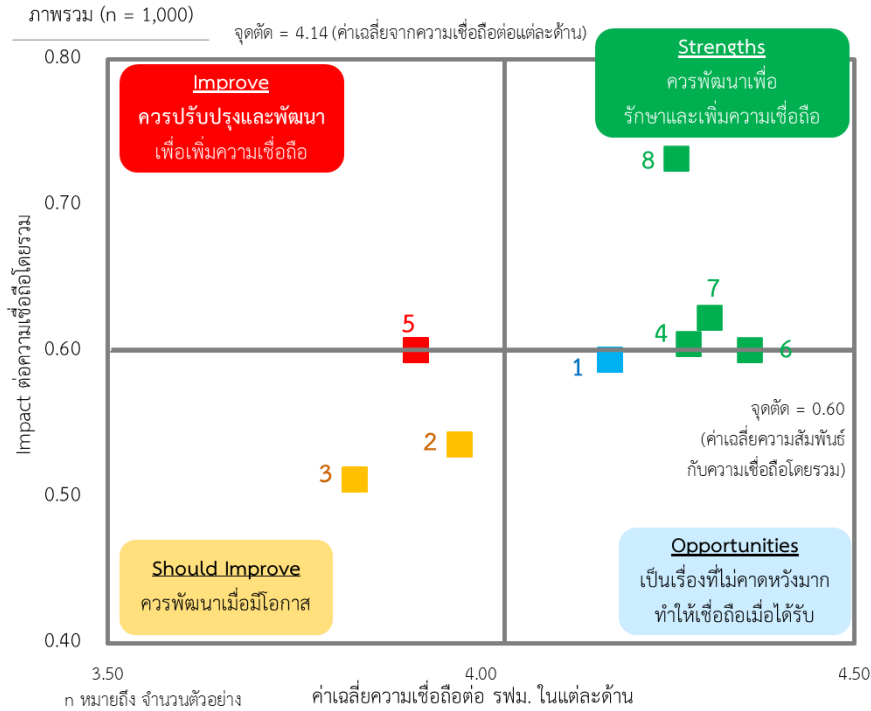 ภาพรวม (n = 1,000)
จุดตัด = 4.14 (ค่าเฉลี่ยจากความเชื่อถือต่อแต่ละด้าน)
0.80
Improve
ควรปรับปรุงและพัฒนา
เพื่อเพิ่มความเชื่อถือ
Strengths
ควรพัฒนาเพื่อ
รักษาและเพิ่มความเชื่อถือ
8
0.70
7
5
4
6
0.60
1
Impact ต่อความเชื่อถือโดยรวม
จุดตัด = 0.60
(ค่าเฉลี่ยความสัมพันธ์
กับความเชื่อถือโดยรวม)
2
3
0.50
Should Improve
ควรพัฒนาเมื่อมีโอกาส
Opportunities
เป็นเรื่องที่ไม่คาดหวังมาก
ทำให้เชื่อถือเมื่อได้รับ
0.40
3.50
4.00
4.50
n หมายถึง จำนวนตัวอย่าง
ค่าเฉลี่ยความเชื่อถือต่อ รฟม. ในแต่ละด้าน